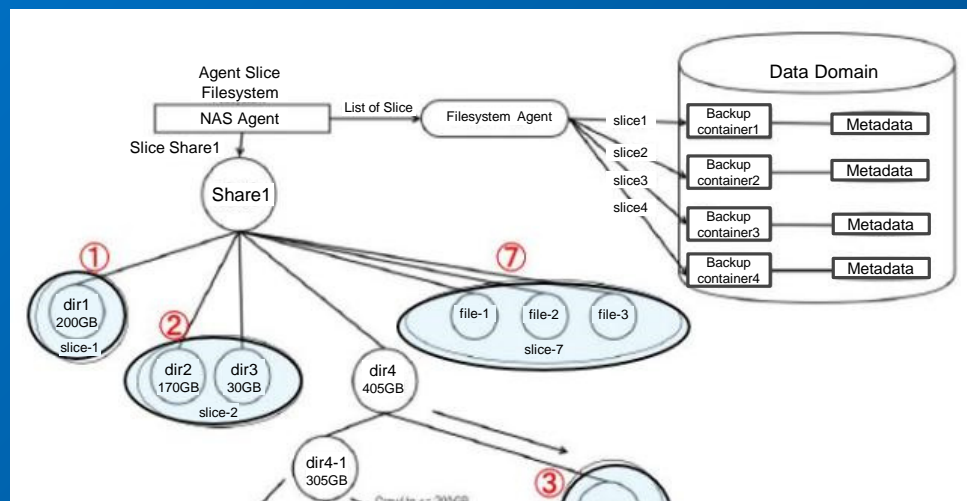 Agent Slice
Filesystem
NAS Agent
List of Slice
Filesystem Agent
Slice Share1
Share1
Data Domain
slice1
slice2
slice3
slice4
Backup
container1
Metadata
Backup
container2
Metadata
Backup
container3
Metadata
Backup
container4
Metadata
①
dir1
200GB
slice-1
②
dir2
170GB
dir3
30GB
slice-2
⑦
file-1
file-2
file-3
slice-7
dir4
405GB
dir4-1
305GB
③